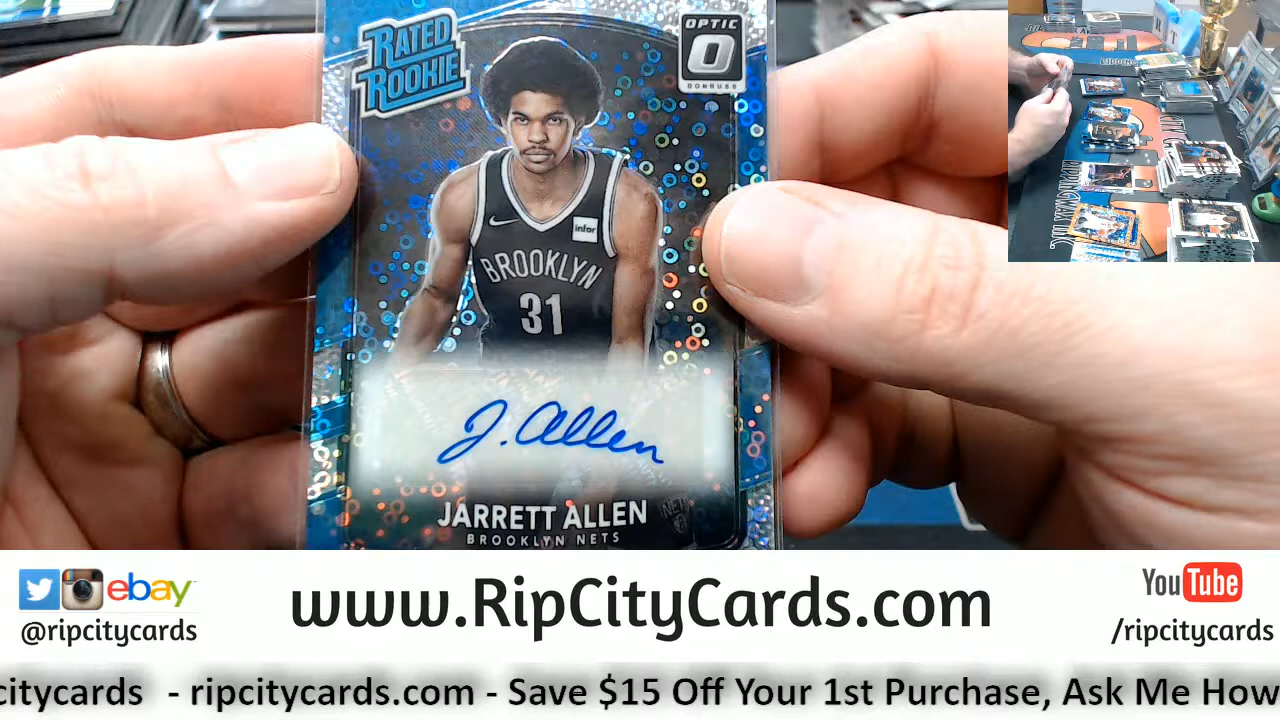 RATED
ROOKIE
OPTIC
O
DONRUSS
infor
BROOKLYN
31
J. Allen
JARRETT ALLEN
BROOKLYN NETS
NETS
ebay
@ripcitycards
www.RipCityCards.com
YouTube
/ripcitycards
citycards - ripcitycards.com - Save $15 Off Your 1st Purchase, Ask Me How